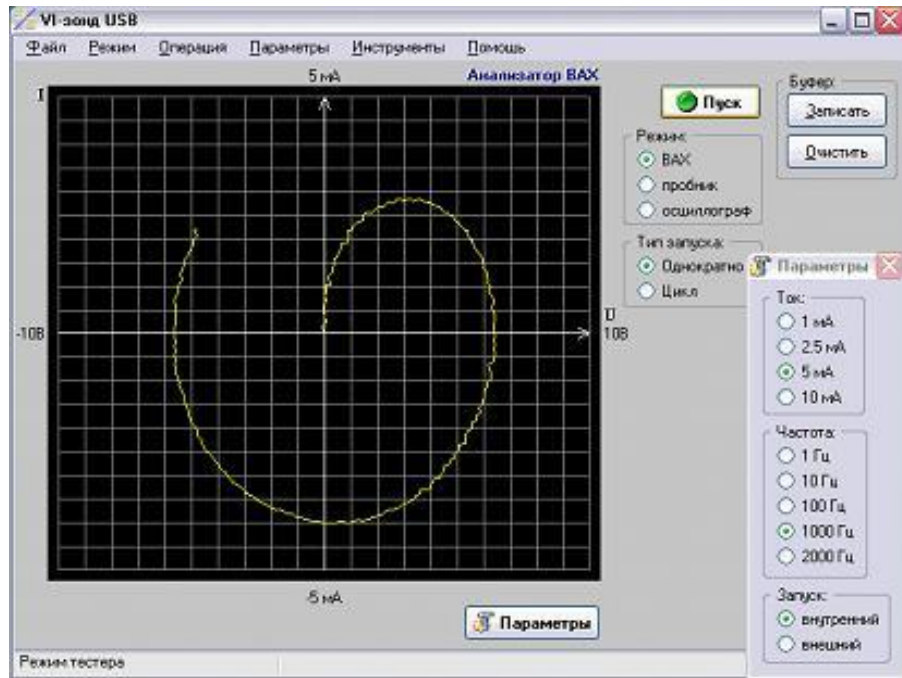 VI-зонд USB
Файл Режим Операция Параметры Инструменты Помошь
5 мА
Анализатор ВАХ
I
Пуск
Буфер:
Записать
Очистить
Режим:
ВАХ
пробник
осциллограф
Тип запуска:
Однократно
Цикл
-10В
U
10В
-5 мА
Параметры
Режим тестера
Параметры
Ток:
1 мА
2.5 мА
5 мА
10 мА
Частота:
1 Гц
10 Гц
100 Гц
1000 Гц
2000 Гц
Запуск:
внутренний
внешний